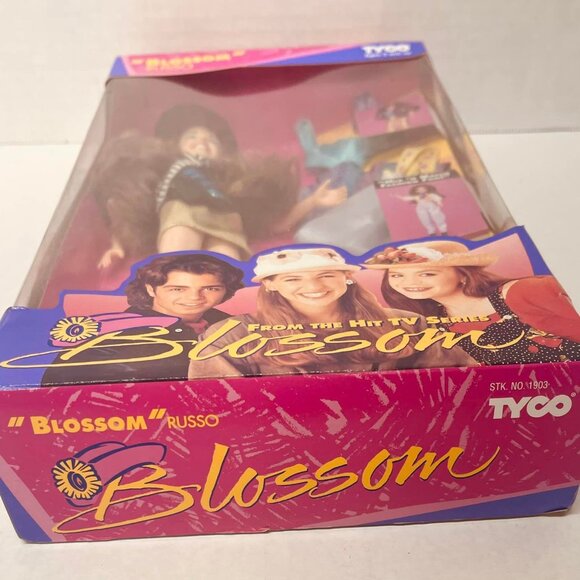 "BLOSSOM"
TYCO
FROM THE HIT TV SERIES
Blossom
STK. NO. 1903
"BLOSSOM" RUSSO
TYCO
Blossom